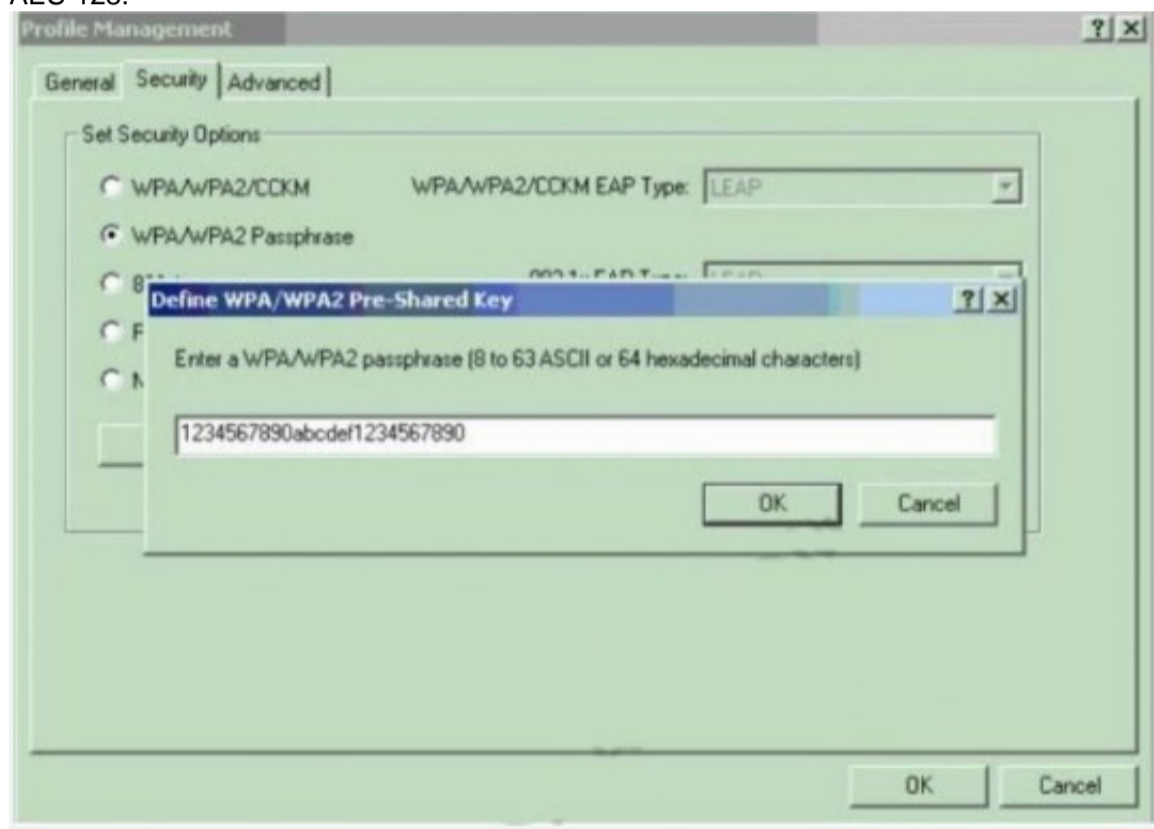 Profile Management
General Security Advanced
Set Security Options
WPA/WPA2/CCKM WPA/WPA2/CCKM EAP Type: LEAP
WPA/WPA2 Passphrase
8
Define WPA/WPA2 Pre-Shared Key
F
Enter a WPA/WPA2 passphrase (8 to 63 ASCII or 64 hexadecimal characters)
N
1234567890abcdef1234567890
OK Cancel
OK Cancel